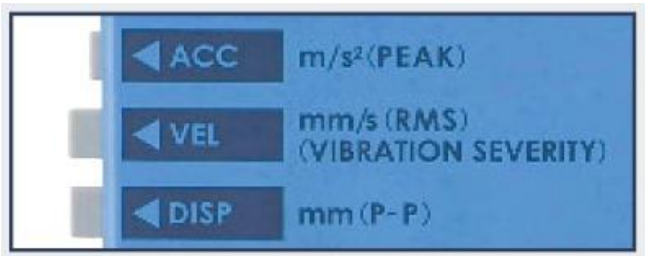 ACC m/s²(PEAK)
VEL mm/s (RMS)
(VIBRATION SEVERITY)
DISP mm (P-P)